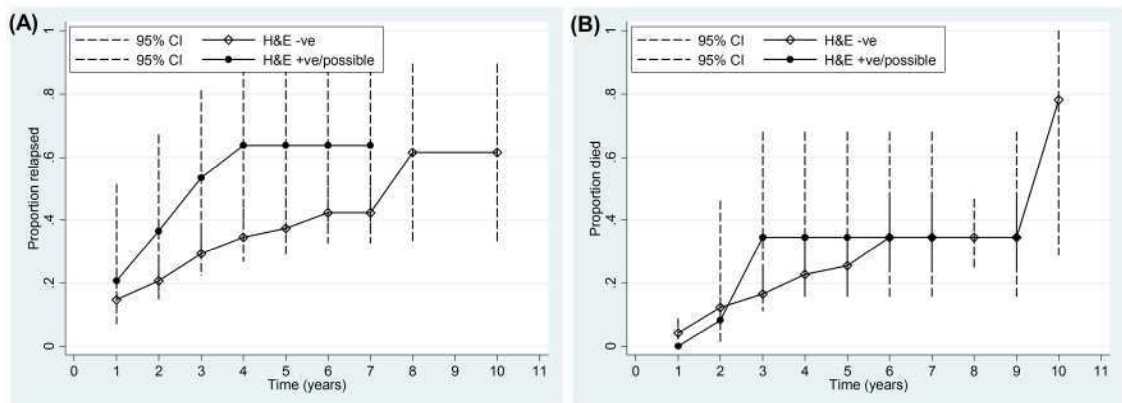 (A)
95% CI H&E -ve
95% CI H&E +ve/possible
Proportion relapsed
1
.8
.6
.4
.2
0
0 1 2 3 4 5 6 7 8 9 10 11
Time (years)
(B)
95% CI H&E -ve
95% CI H&E +ve/possible
Proportion died
1
.8
.6
.4
.2
0
0 1 2 3 4 5 6 7 8 9 10 11
Time (years)